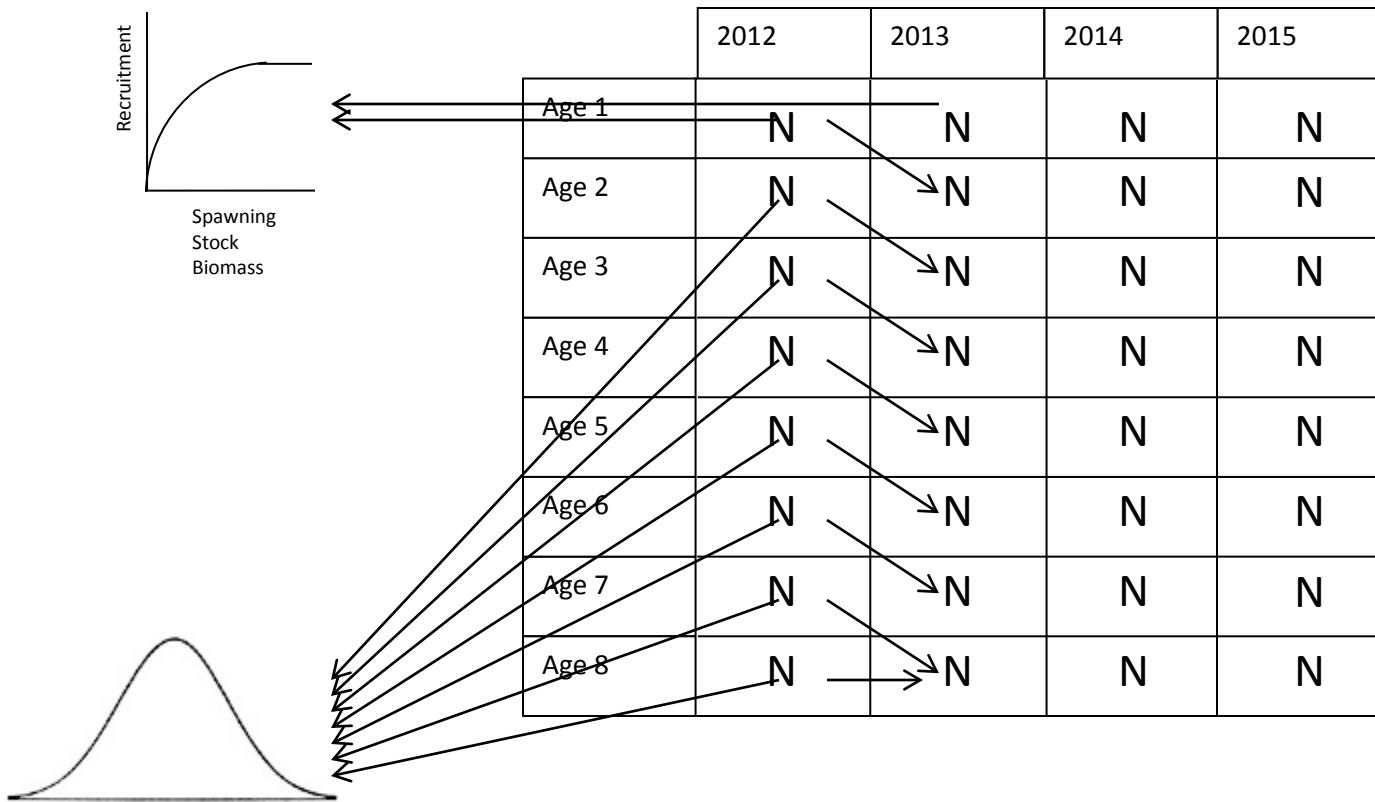 2012 2013 2014 2015
Recruitment
Age 1 N N N N
Age 2 N N N N
Spawning
Stock
Biomass
Age 3 N N N N
Age 4 N N N N
Age 5 N N N N
Age 6 N N N N
Age 7 N N N N
Age 8 N N N N